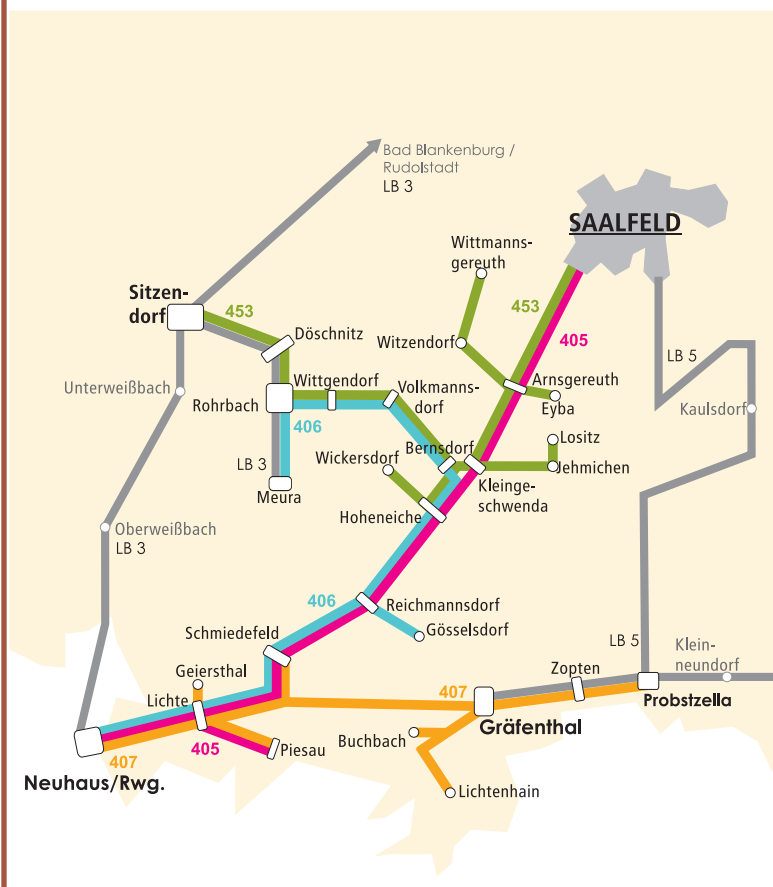 Bad Blankenburg /
Rudolstadt
LB 3
SAALFELD
Wittmanns-
gereuth
Sitzen-
dorf
453
453
405
Döschnitz
Witzendorf
LB 5
Unterweißbach
Wittgendorf
Volkmanns-
dorf
Arnsgereuth
Eyba
Kaulsdorf
Rohrbach
406
Bernsdorf
Lositz
Wickersdorf
LB 3
Jehmichen
Meura
Kleinge-
schwenda
Hoheneiche
Oberweißbach
LB 3
406
Reichmannsdorf
Gösselsdorf
Schmiedefeld
LB 5
Klein-
neundorf
Geiersthal
Zopten
407
Lichte
Probstzella
Gräfenthal
Buchbach
405
Piesau
407
Neuhaus/Rwg.
Lichtenhain